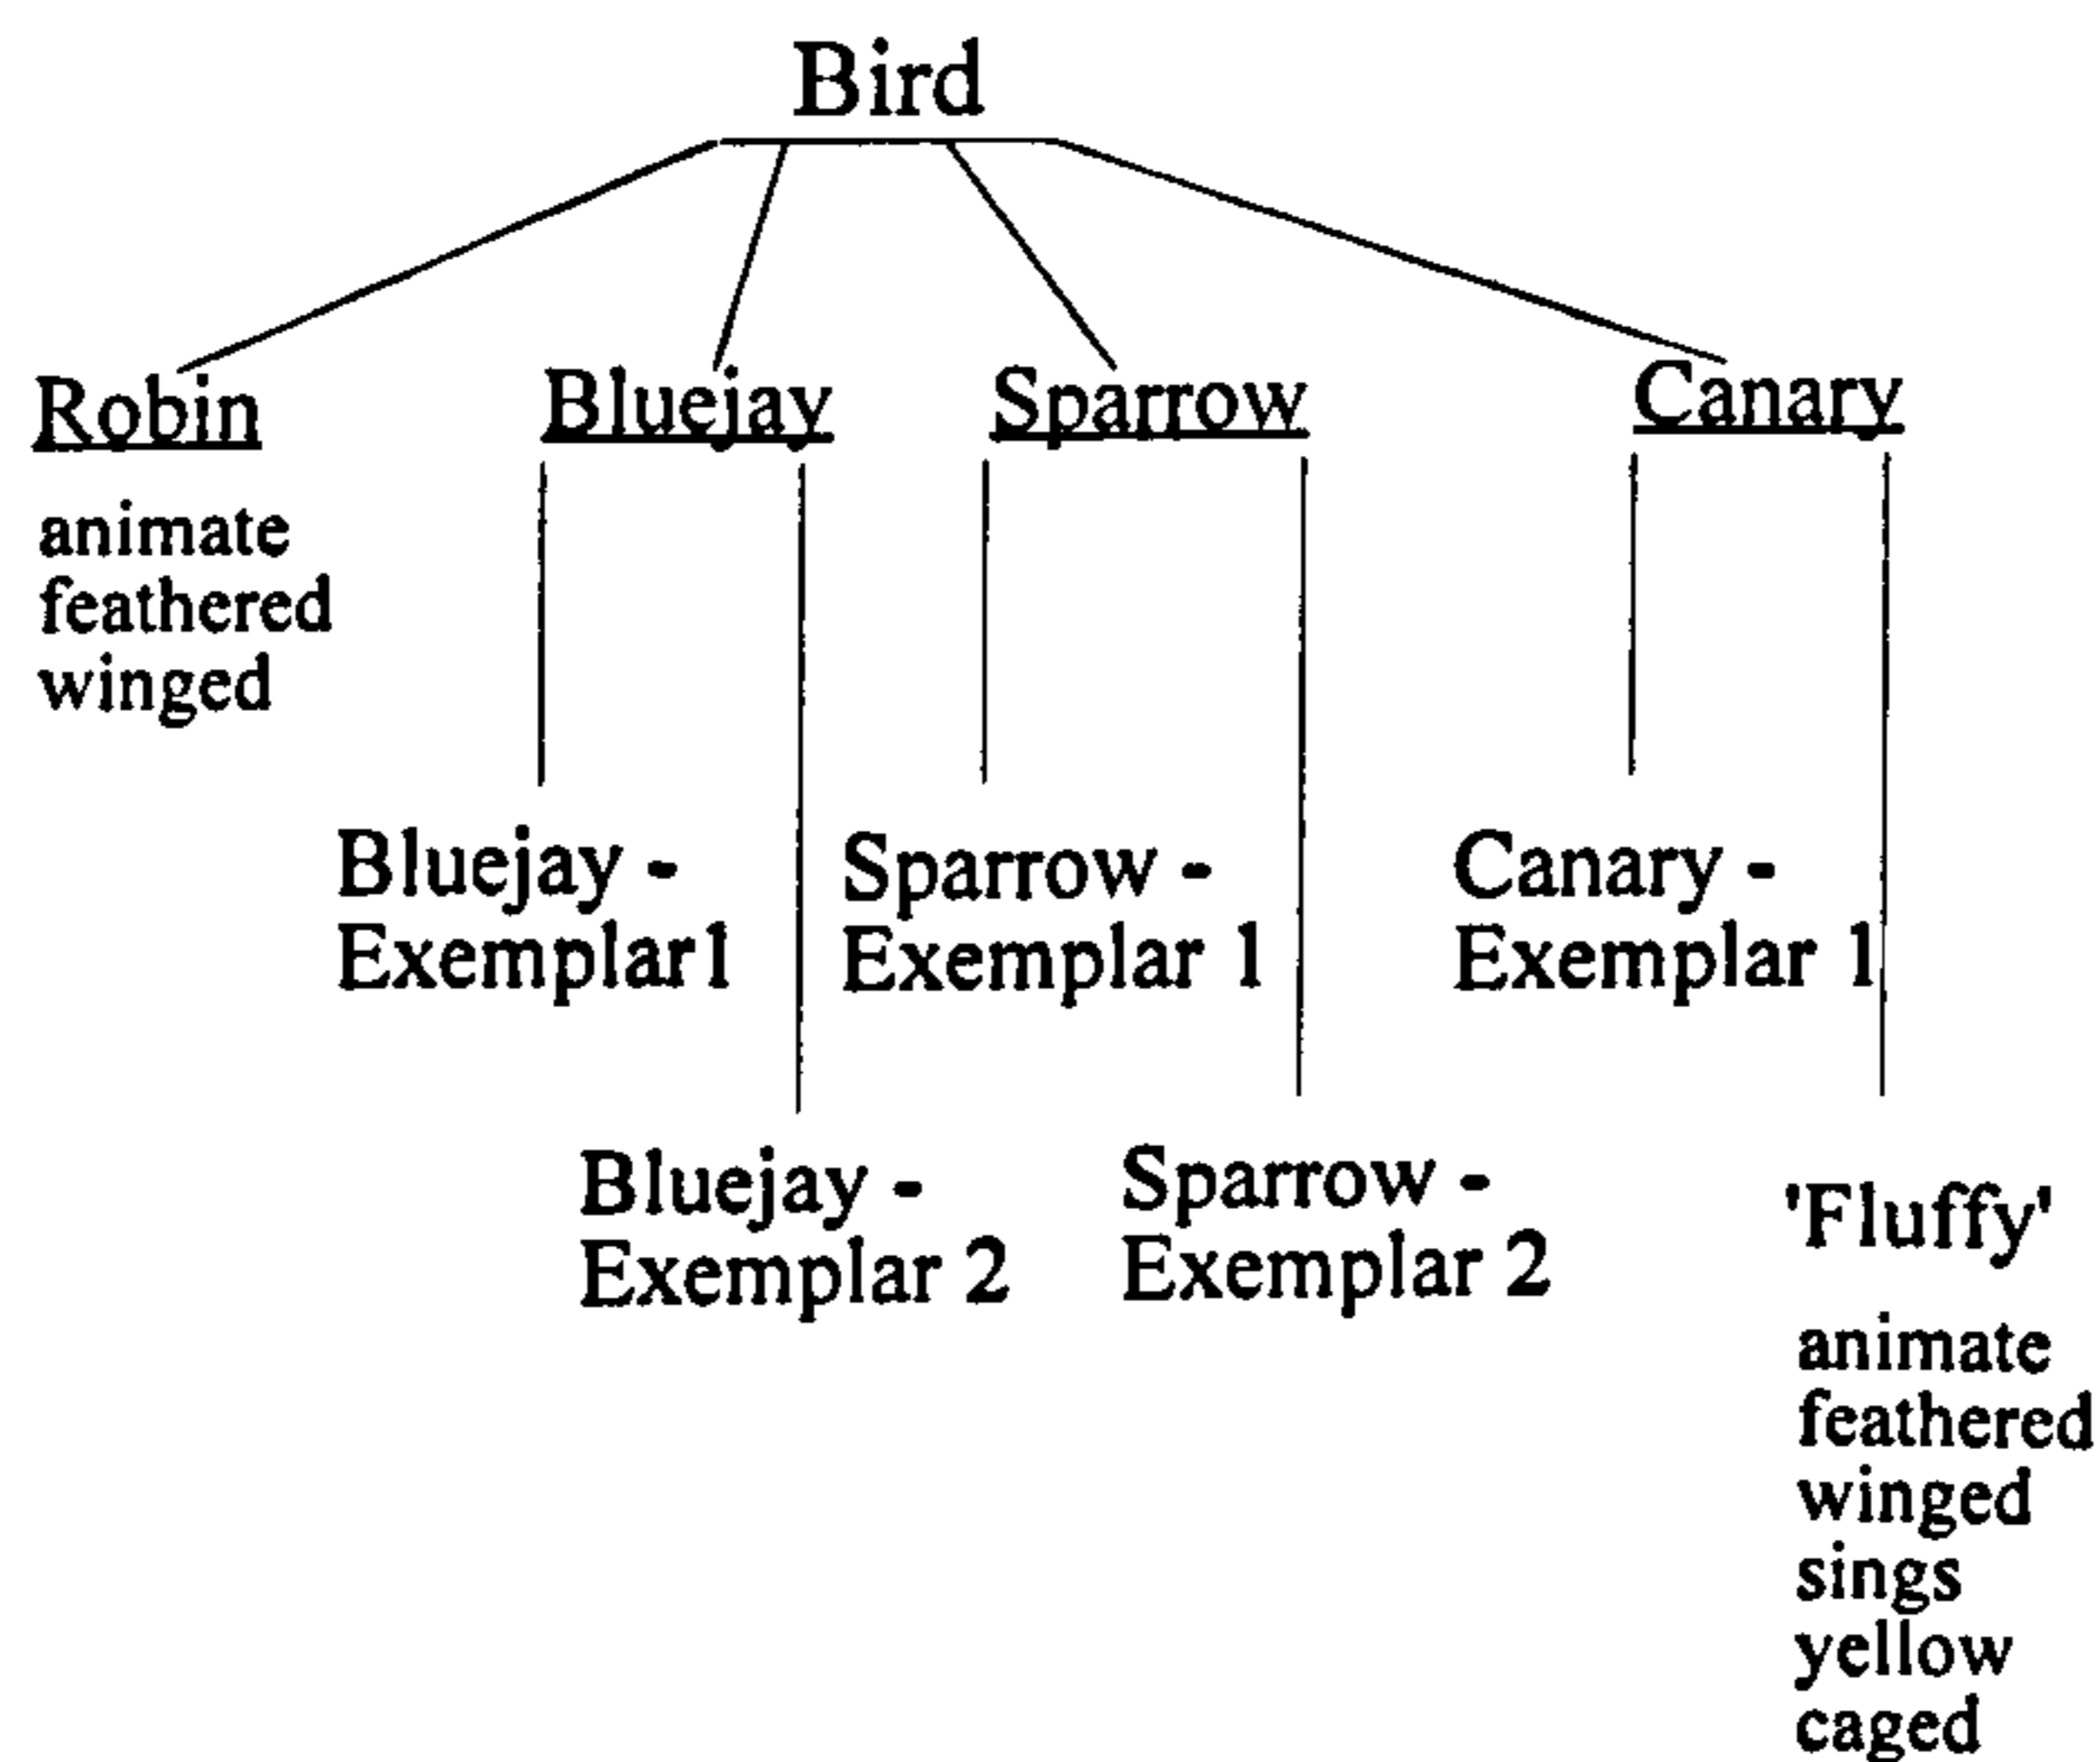 Bird
Robin
Bluejay
Sparrow
Canary
animate
feathered
winged
Bluejay -
Exemplar1
Sparrow -
Exemplar 1
Canary -
Exemplar 1
Bluejay -
Exemplar 2
Sparrow -
Exemplar 2
'Fluffy'
animate
feathered
winged
sings
yellow
caged